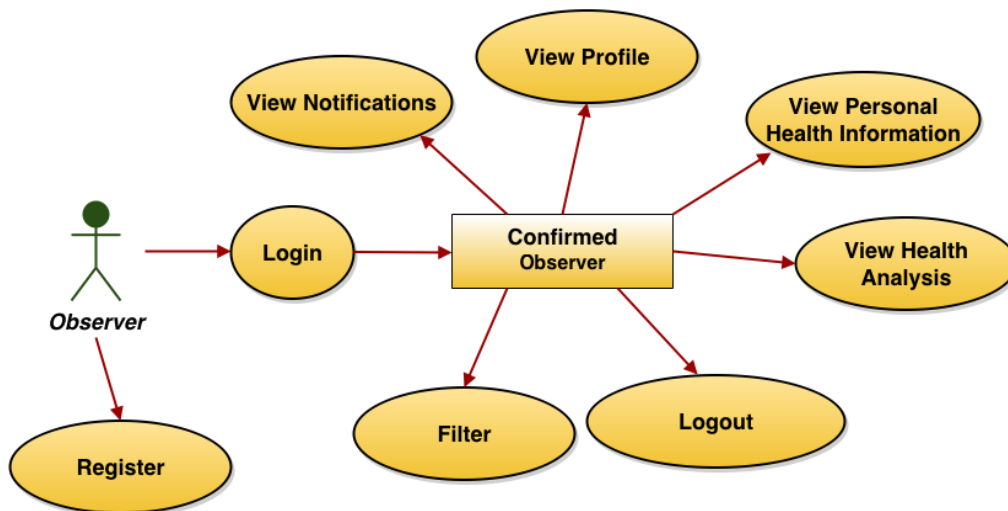 View Profile
View Notifications
View Personal
Health Information
Login
Confirmed
Observer
View Health
Analysis
Observer
Filter
Logout
Register